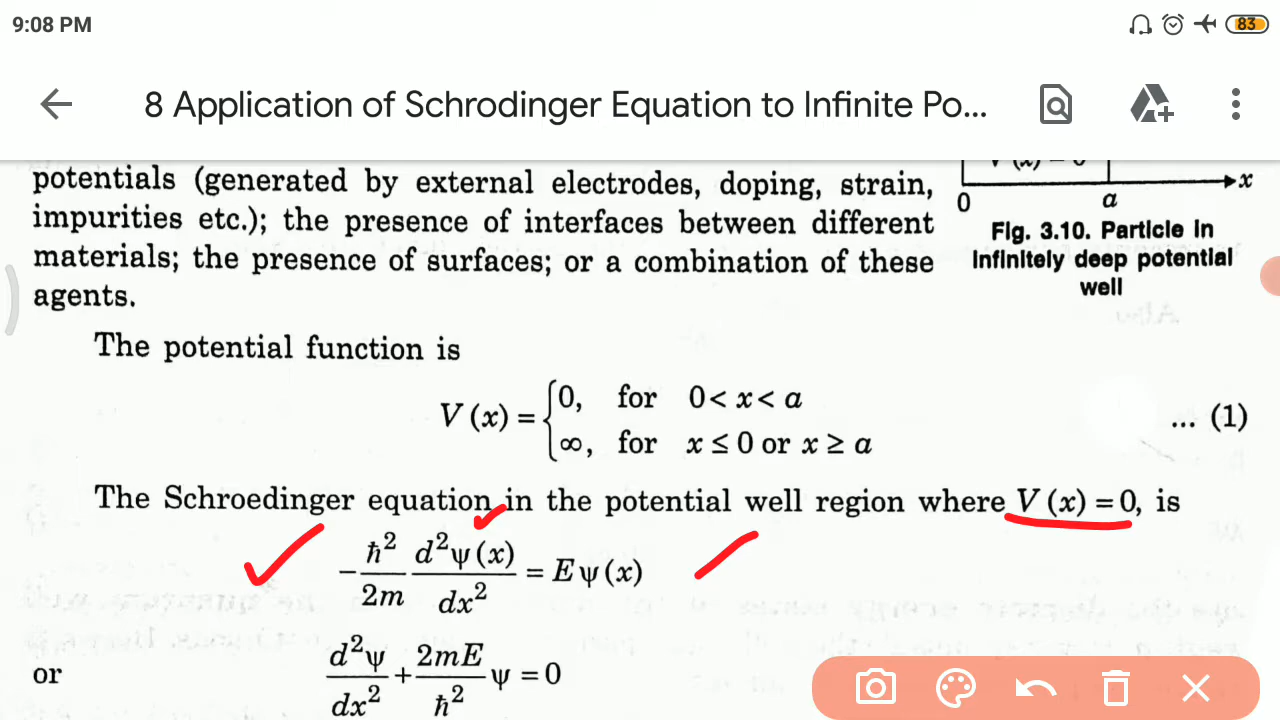 9:08 PM
83
8 Application of Schrodinger Equation to Infinite Po...
potentials (generated by external electrodes, doping, strain,
impurities etc.); the presence of interfaces between different
materials; the presence of surfaces; or a combination of these
agents.
x
0 a
Fig. 3.10. Particle in
infinitely deep potential
well
The potential function is
V (x) = {0, for 0 < x < a
∞, for x ≤ 0 or x ≥ a ... (1)
The Schroedinger equation in the potential well region where V (x) = 0, is
-ħ²/2m d²ψ(x)/dx² = E ψ(x)
or d²ψ/dx² + 2mE/ħ² ψ = 0